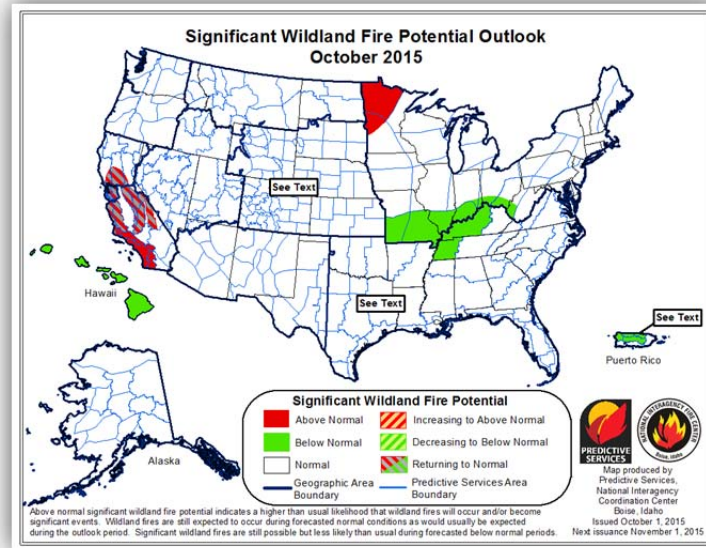 Significant Wildland Fire Potential Outlook
October 2015
See Text
See Text
Hawaii
See Text
Puerto Rico
Alaska
Significant Wildland Fire Potential
Above Normal
Increasing to Above Normal
Below Normal
Decreasing to Below Normal
Normal
Returning to Normal
Geographic Area
Boundary
Predictive Services Area
Boundary
PREDICTIVE
SERVICES
NATIONAL INTERAGENCY FIRE CENTER
Boise, Idaho
Map produced by
Predictive Services,
National Interagency
Coordination Center
Boise, Idaho
Issued October 1, 2015
Next issuance November 1, 2015
Above normal significant wildland fire potential indicates a higher than usual likelihood that wildland fires will occur and/or become
significant events. Wildland fires are still expected to occur during forecasted normal conditions as would usually be expected
during the outlook period. Significant wildland fires are still possible but less likely than usual during forecasted below normal periods.